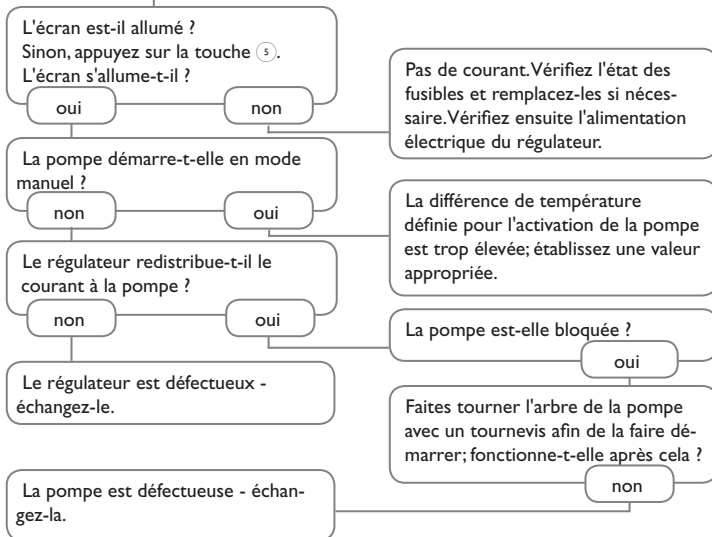 L'écran est-il allumé ?
Sinon, appuyez sur la touche 5.
L'écran s'allume-t-il ?
oui
non
Pas de courant. Vérifiez l'état des
fusibles et remplacez-les si néces-
saire. Vérifiez ensuite l'alimentation
électrique du régulateur.
La pompe démarre-t-elle en mode
manuel ?
non
oui
La différence de température
définie pour l'activation de la pompe
est trop élevée; établissez une valeur
appropriée.
Le régulateur redistribue-t-il le
courant à la pompe ?
non
oui
La pompe est-elle bloquée ?
oui
Le régulateur est défectueux -
échangez-le.
Faites tourner l'arbre de la pompe
avec un tournevis afin de la faire dé-
marrer; fonctionne-t-elle après cela ?
non
La pompe est défectueuse - échan-
gez-la.